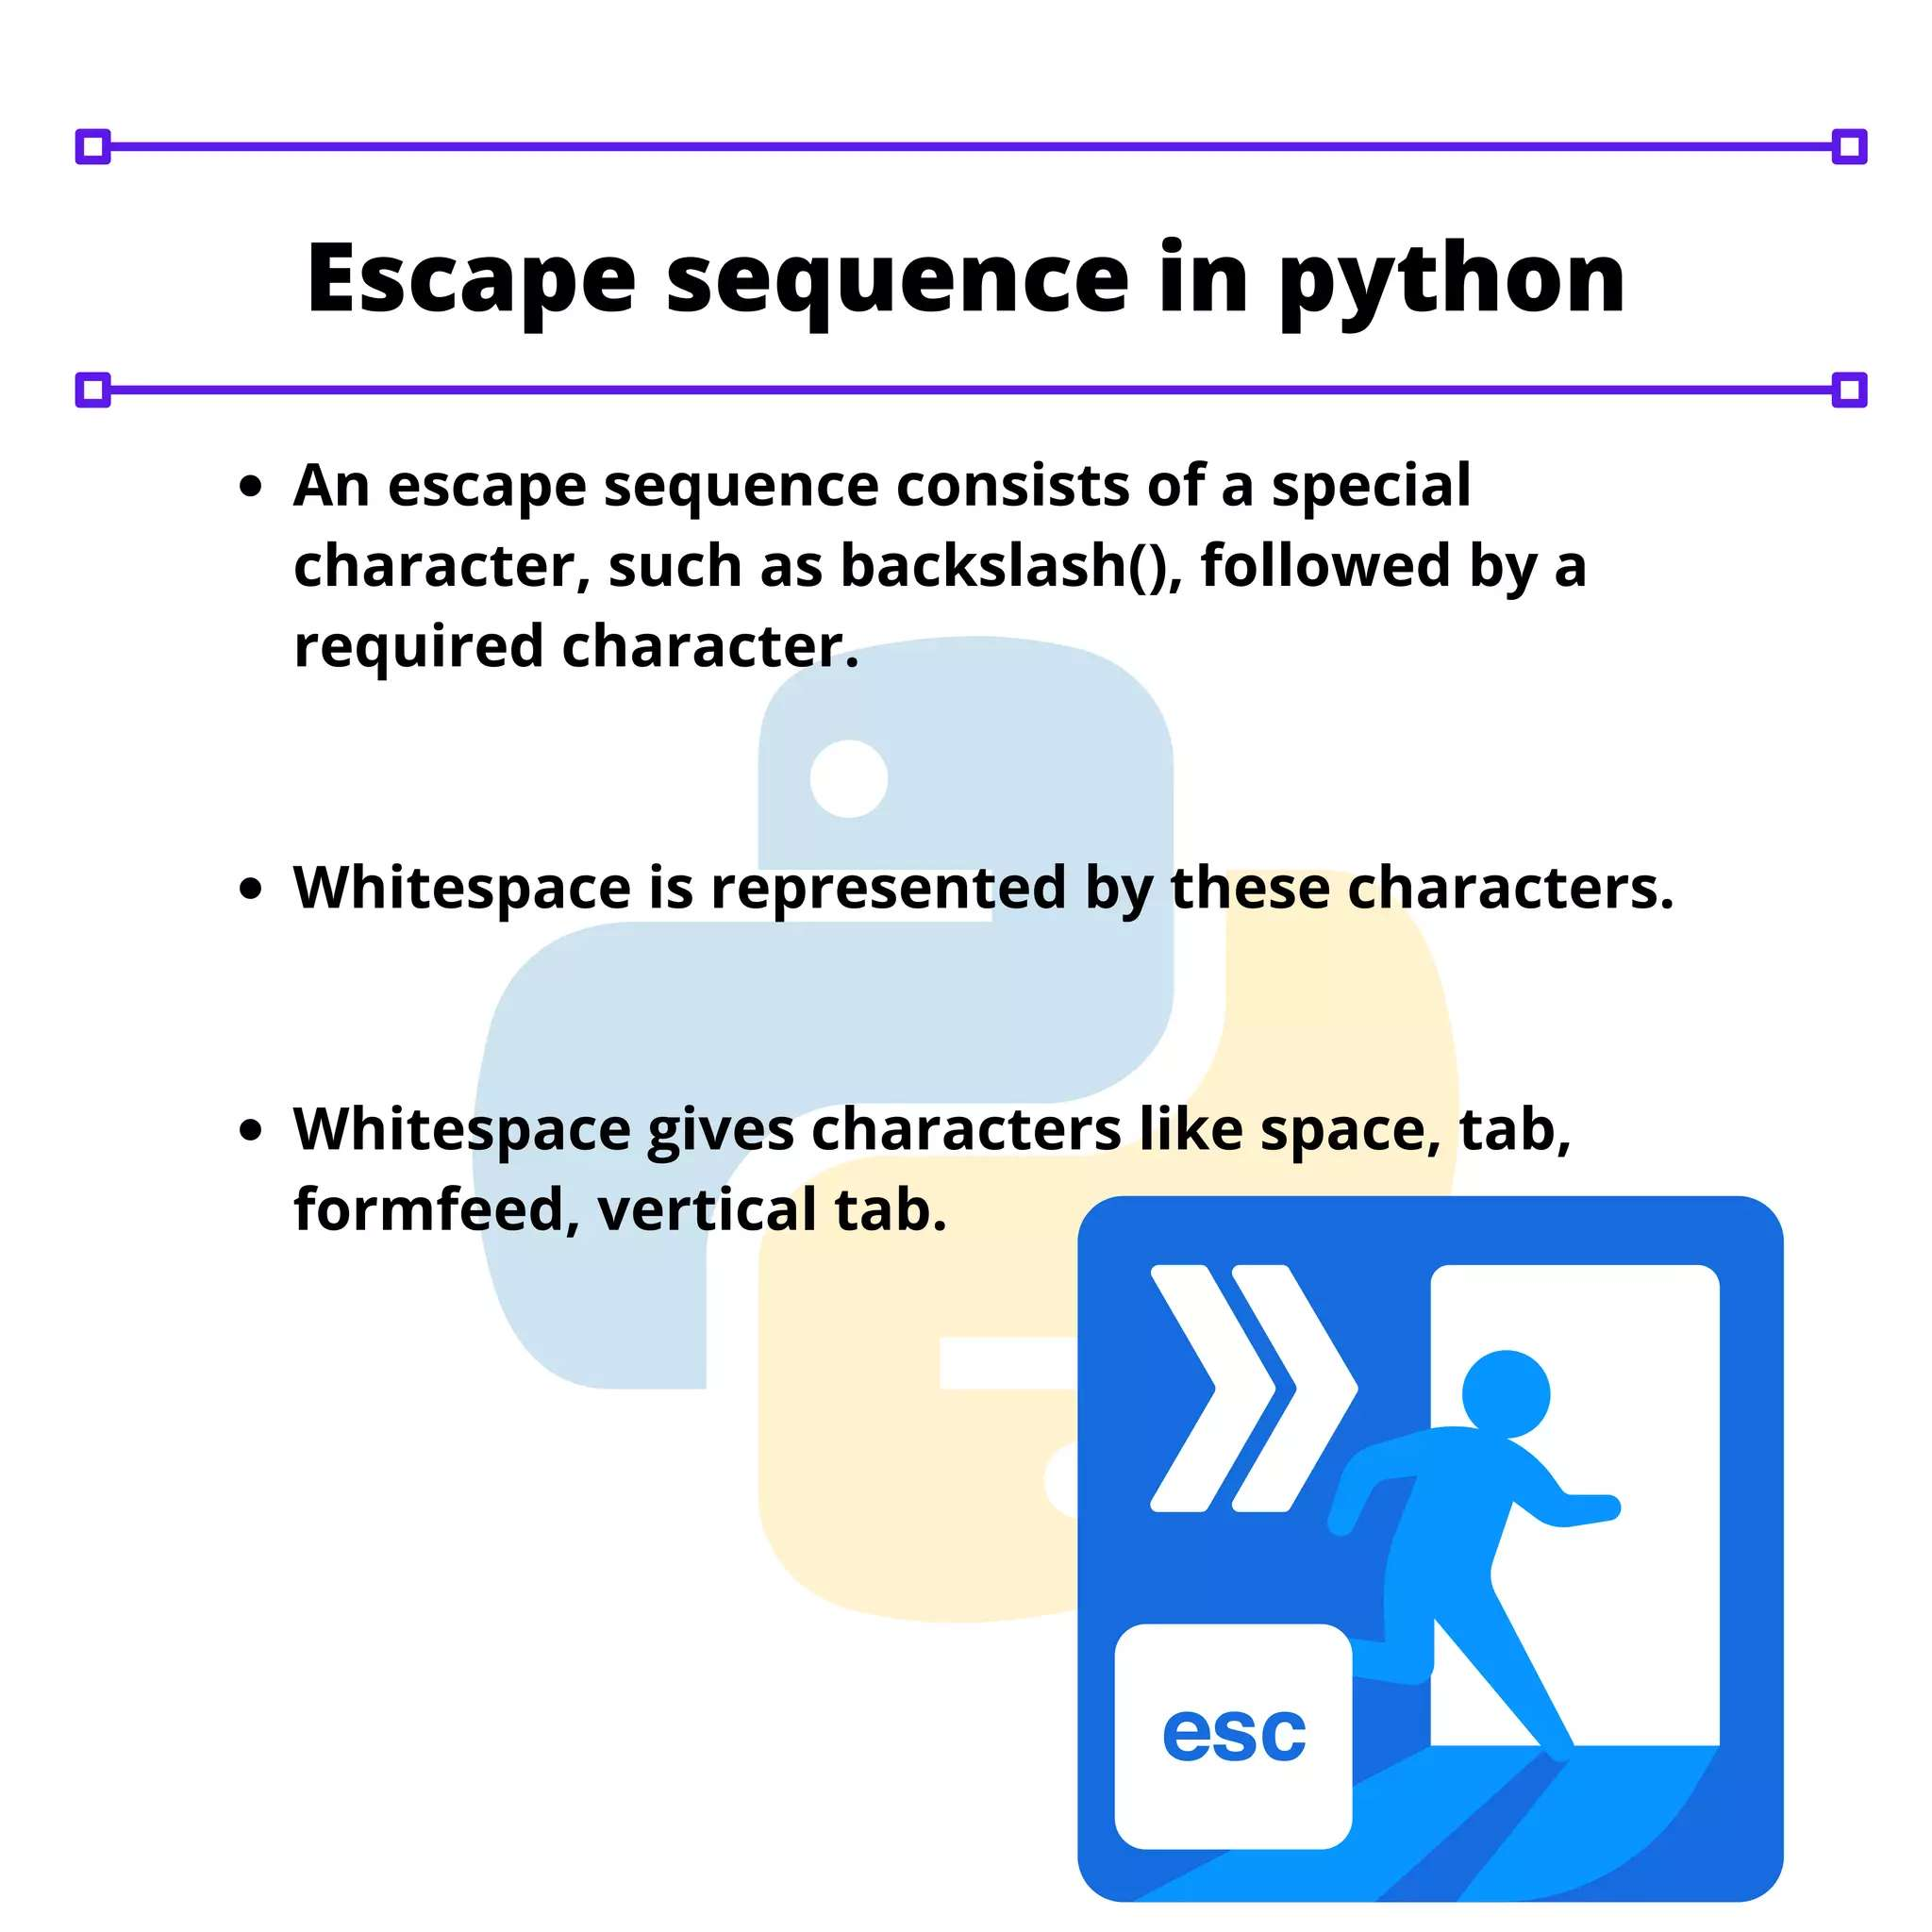 Escape sequence in python
• An escape sequence consists of a special
character, such as backslash(), followed by a
required character.
• Whitespace is represented by these characters.
• Whitespace gives characters like space, tab,
formfeed, vertical tab.
esc